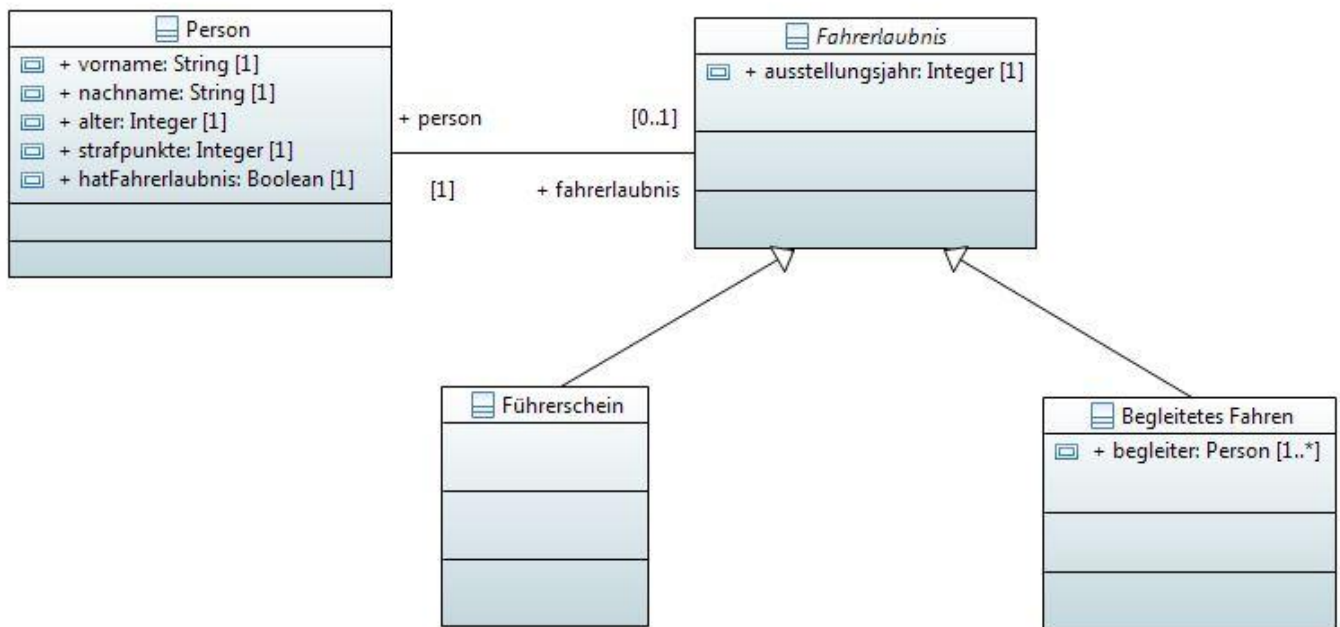 Person
+ vorname: String [1]
+ nachname: String [1]
+ alter: Integer [1]
+ strafpunkte: Integer [1]
+ hatFahrerlaubnis: Boolean [1]
+ person
[0..1]
[1]
+ fahrerlaubnis
Fahrerlaubnis
+ ausstellungsjahr: Integer [1]
Führerschein
Begleitetes Fahren
+ begleiter: Person [1..*]